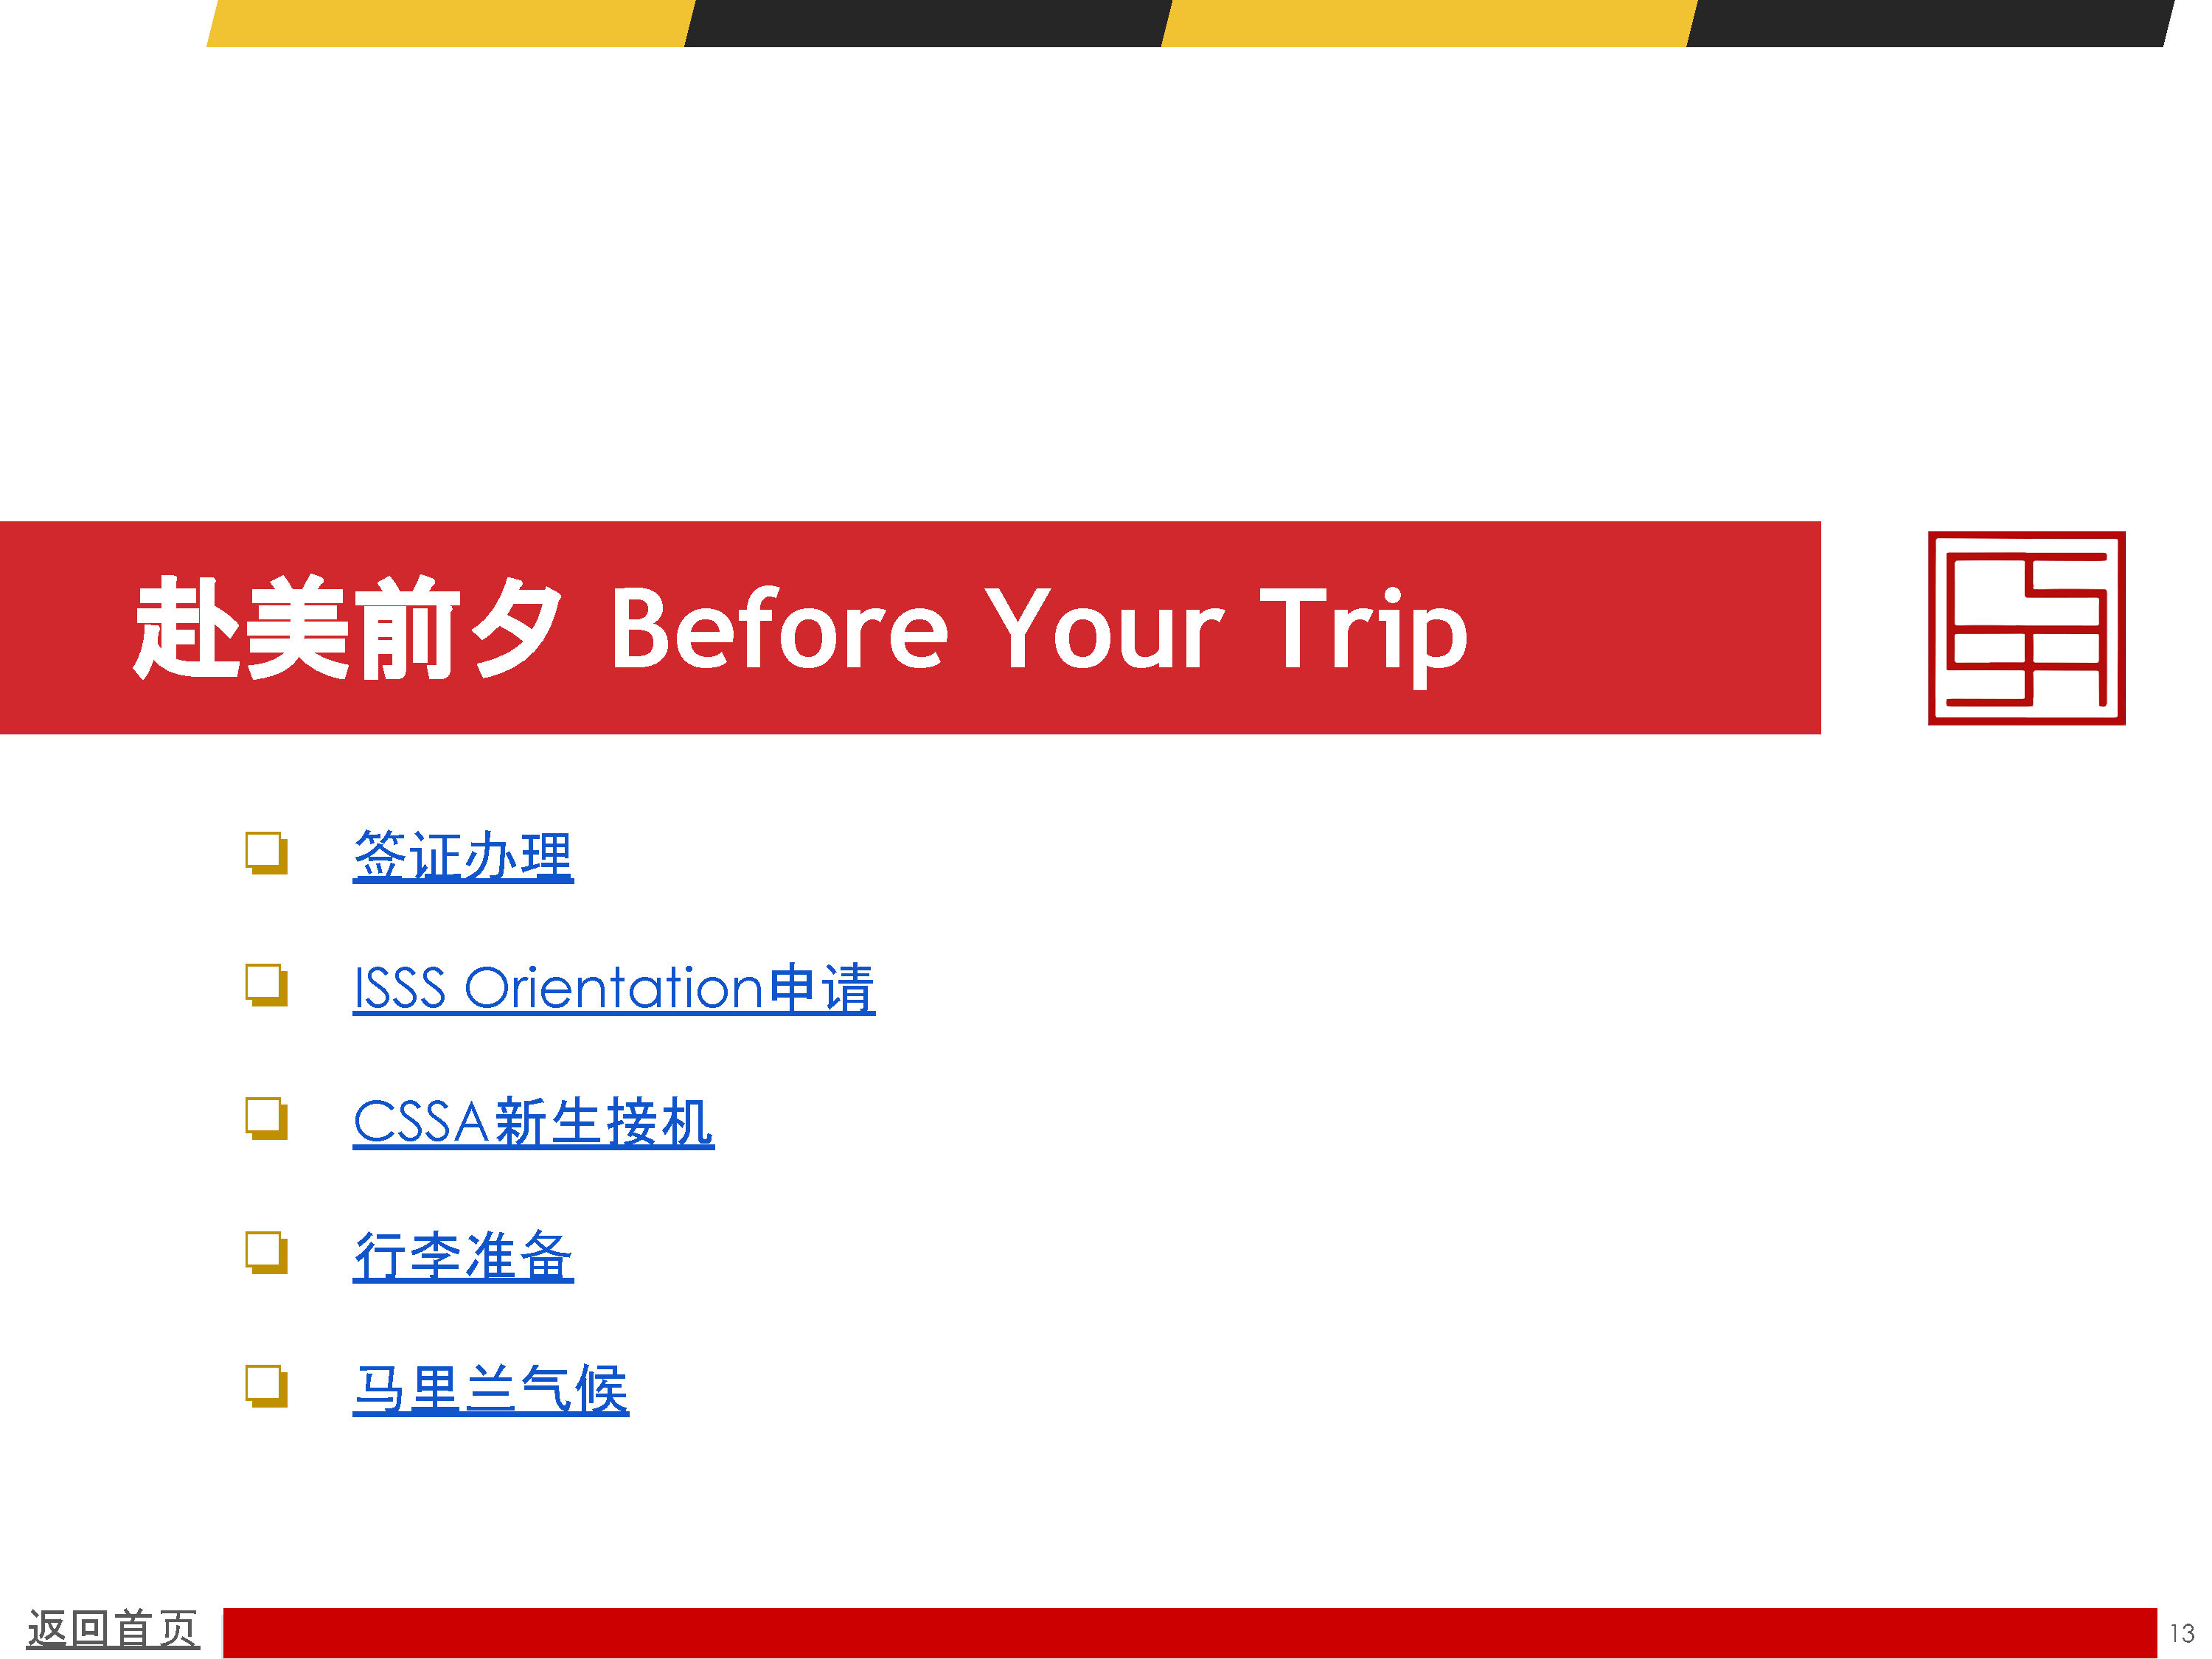 赴美前夕 Before Your Trip
签证办理
ISSS Orientation申请
CSSA新生接机
行李准备
马里兰气候
返回首页
13